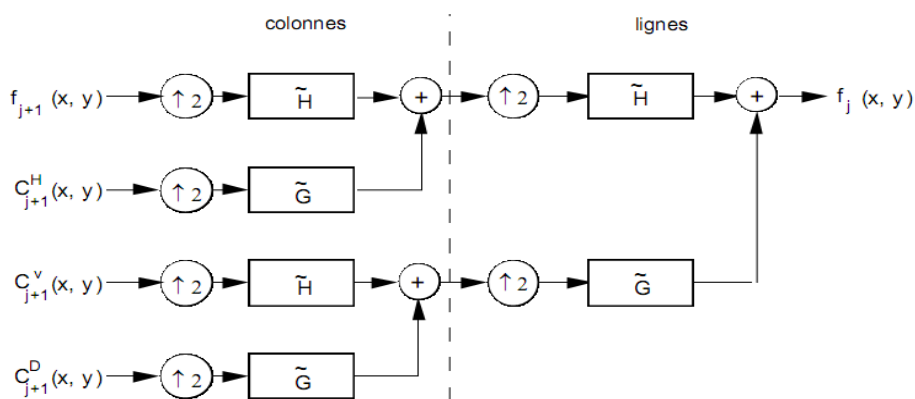 colonnes lignes
f_{j+1} (x, y) ↑ 2 H̃ + ↑ 2 H̃ + f_j (x, y)
C^H_{j+1}(x, y) ↑ 2 G̃
C^v_{j+1}(x, y) ↑ 2 H̃ + ↑ 2 G̃
C^D_{j+1}(x, y) ↑ 2 G̃